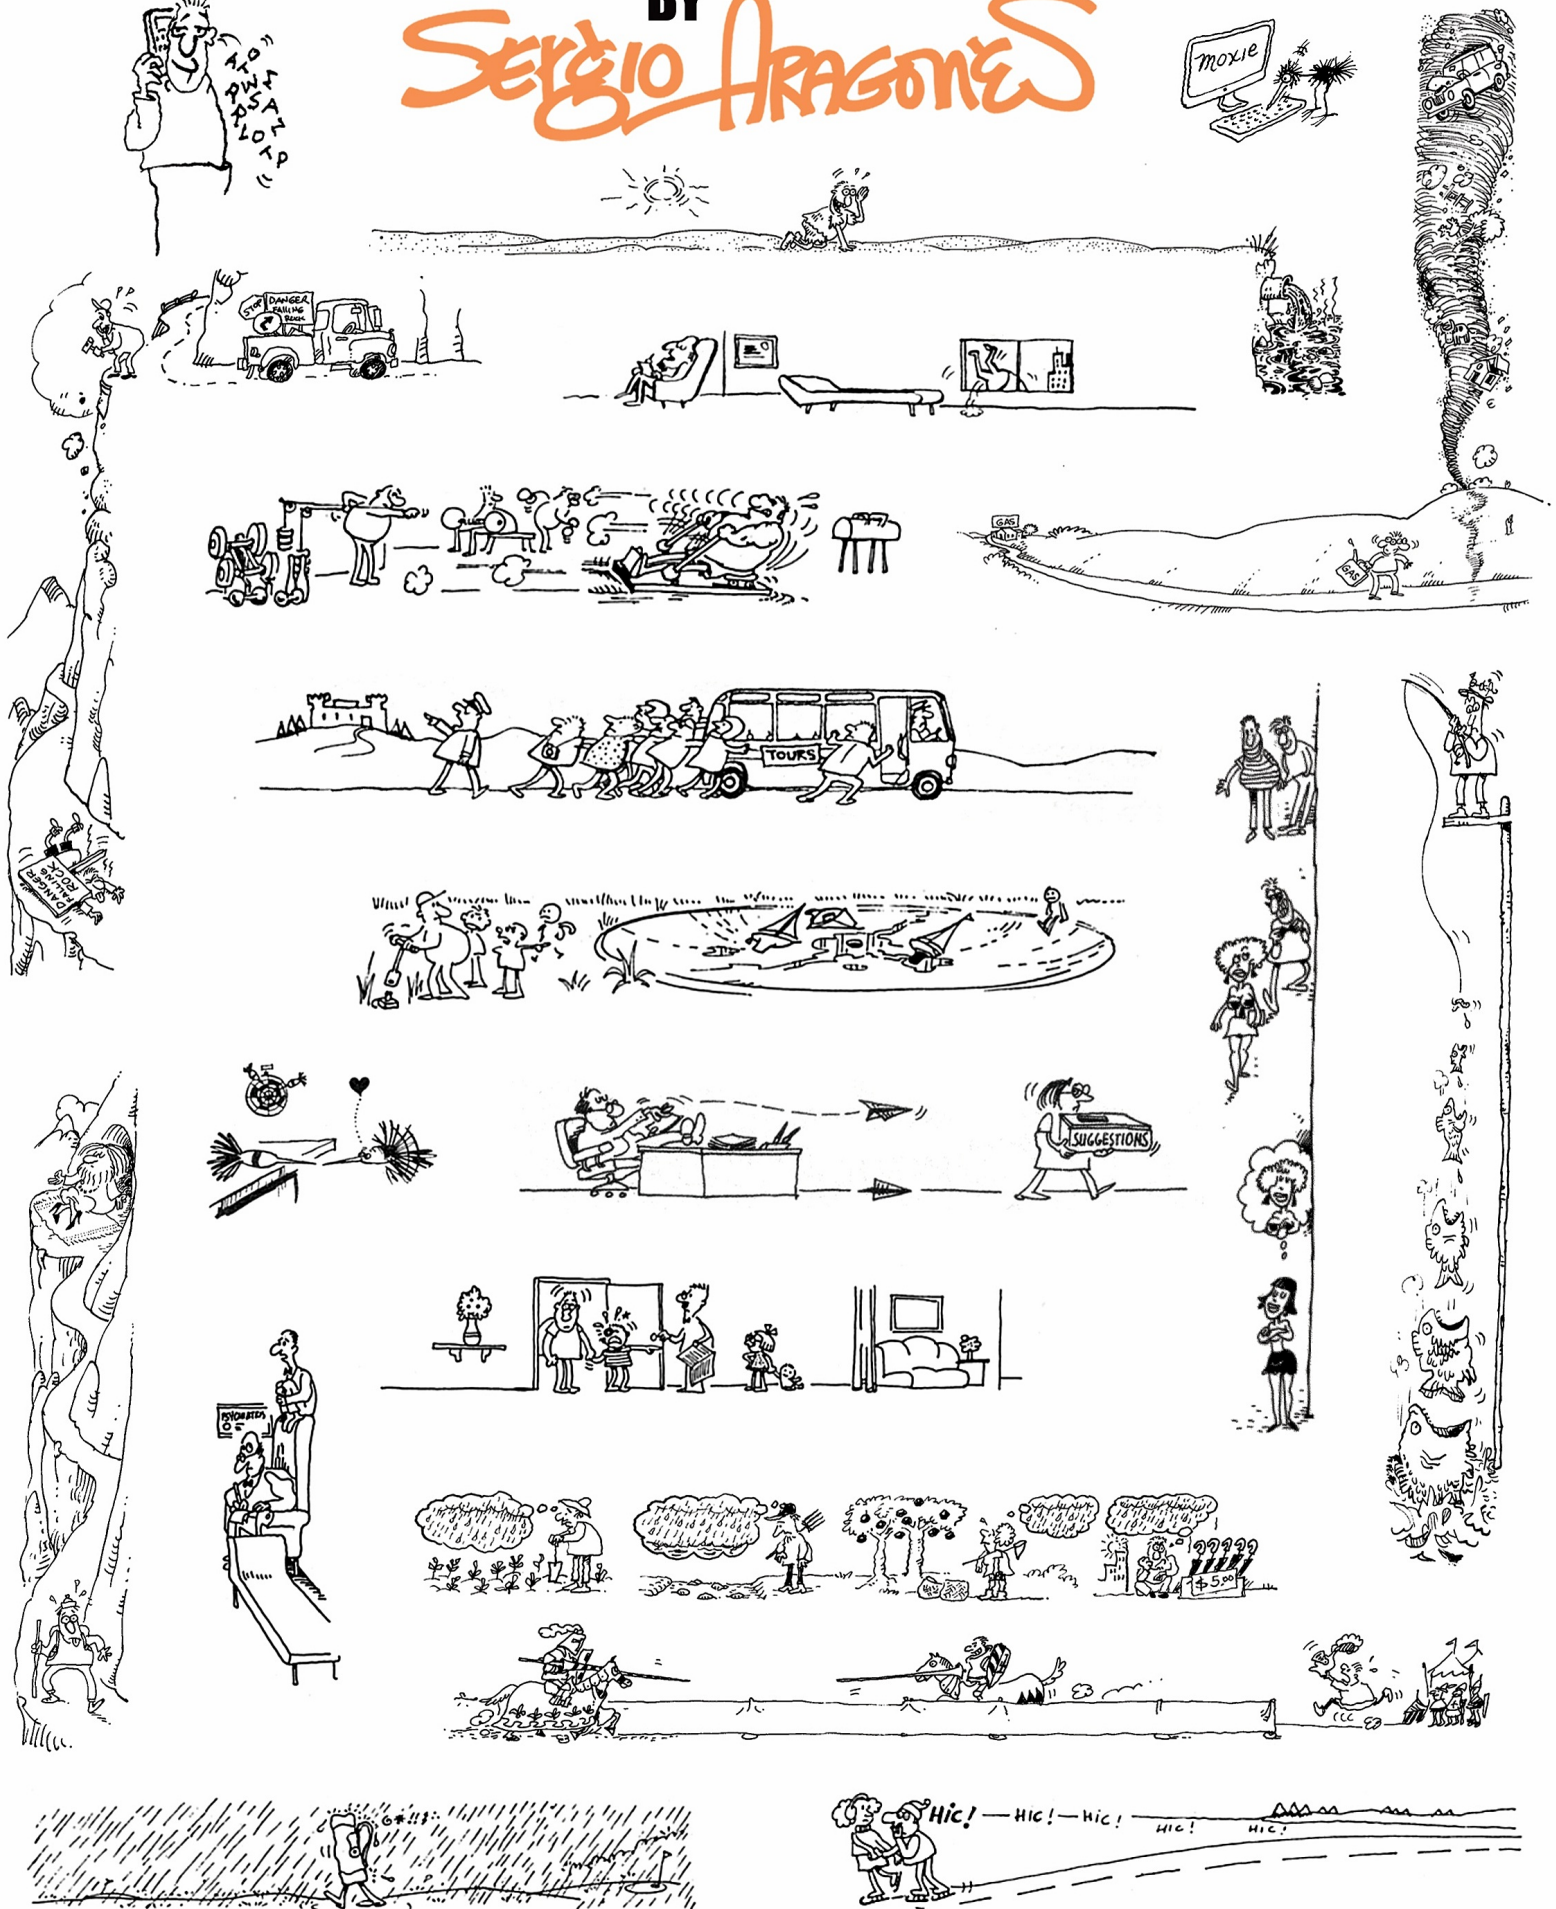 BY
SERGIO ARAGONÉS
moxie
STOP
DANGER
FALLING
ROCK
GAS
GAS
TOURS
DANGER
FALLING
ROCK
SUGGESTIONS
$5.00
Hic! — Hic! — Hic!
Hic!
Hic!